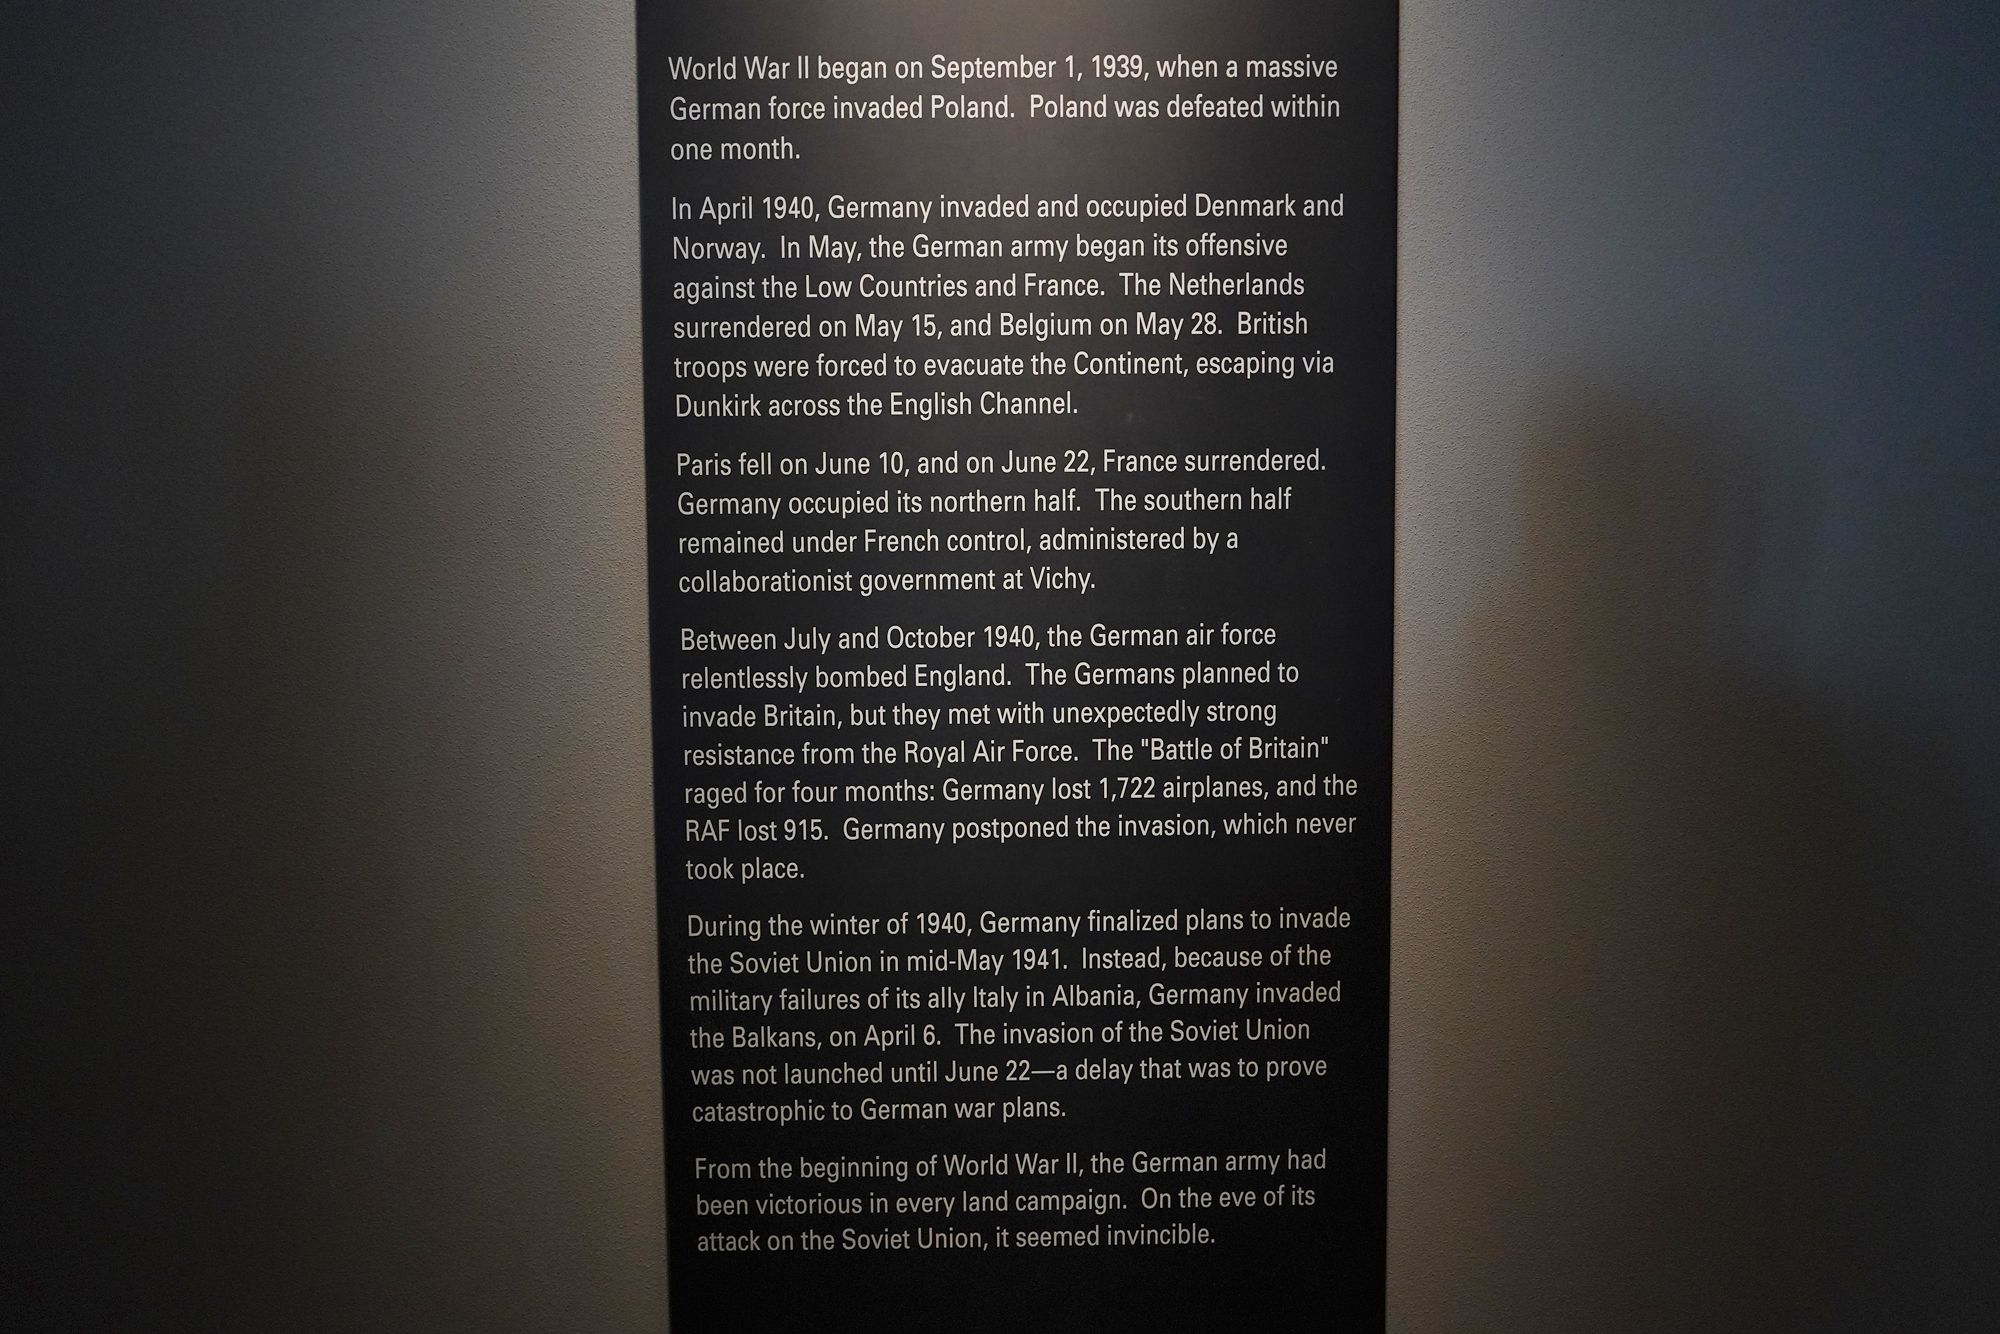 World War II began on September 1, 1939, when a massive
German force invaded Poland.  Poland was defeated within
one month.
In April 1940, Germany invaded and occupied Denmark and
Norway.  In May, the German army began its offensive
against the Low Countries and France.  The Netherlands
surrendered on May 15, and Belgium on May 28.  British
troops were forced to evacuate the Continent, escaping via
Dunkirk across the English Channel.
Paris fell on June 10, and on June 22, France surrendered.
Germany occupied its northern half.  The southern half
remained under French control, administered by a
collaborationist government at Vichy.
Between July and October 1940, the German air force
relentlessly bombed England.  The Germans planned to
invade Britain, but they met with unexpectedly strong
resistance from the Royal Air Force.  The "Battle of Britain"
raged for four months: Germany lost 1,722 airplanes, and the
RAF lost 915.  Germany postponed the invasion, which never
took place.
During the winter of 1940, Germany finalized plans to invade
the Soviet Union in mid-May 1941.  Instead, because of the
military failures of its ally Italy in Albania, Germany invaded
the Balkans, on April 6.  The invasion of the Soviet Union
was not launched until June 22—a delay that was to prove
catastrophic to German war plans.
From the beginning of World War II, the German army had
been victorious in every land campaign.  On the eve of its
attack on the Soviet Union, it seemed invincible.